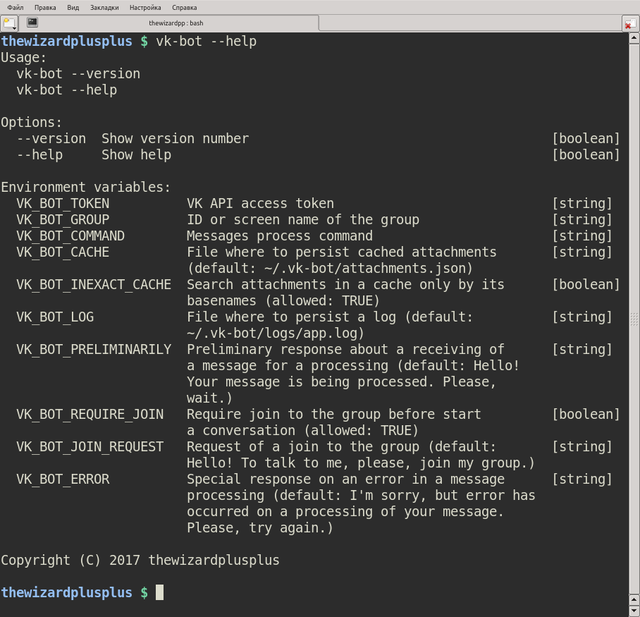 Файл Правка Вид Закладки Настройка Справка
thewizardpp : bash
thewizardplusplus $ vk-bot --help
Usage:
vk-bot --version
vk-bot --help
Options:
--version Show version number [boolean]
--help Show help [boolean]
Environment variables:
VK_BOT_TOKEN VK API access token [string]
VK_BOT_GROUP ID or screen name of the group [string]
VK_BOT_COMMAND Messages process command [string]
VK_BOT_CACHE File where to persist cached attachments [string]
(default: ~/.vk-bot/attachments.json)
VK_BOT_INEXACT_CACHE Search attachments in a cache only by its [boolean]
basenames (allowed: TRUE)
VK_BOT_LOG File where to persist a log (default: [string]
~/.vk-bot/logs/app.log)
VK_BOT_PRELIMINARILY Preliminary response about a receiving of [string]
a message for a processing (default: Hello!
Your message is being processed. Please,
wait.)
VK_BOT_REQUIRE_JOIN Require join to the group before start [boolean]
a conversation (allowed: TRUE)
VK_BOT_JOIN_REQUEST Request of a join to the group (default: [string]
Hello! To talk to me, please, join my group.)
VK_BOT_ERROR Special response on an error in a message [string]
processing (default: I'm sorry, but error has
occurred on a processing of your message.
Please, try again.)
Copyright (C) 2017 thewizardplusplus
thewizardplusplus $